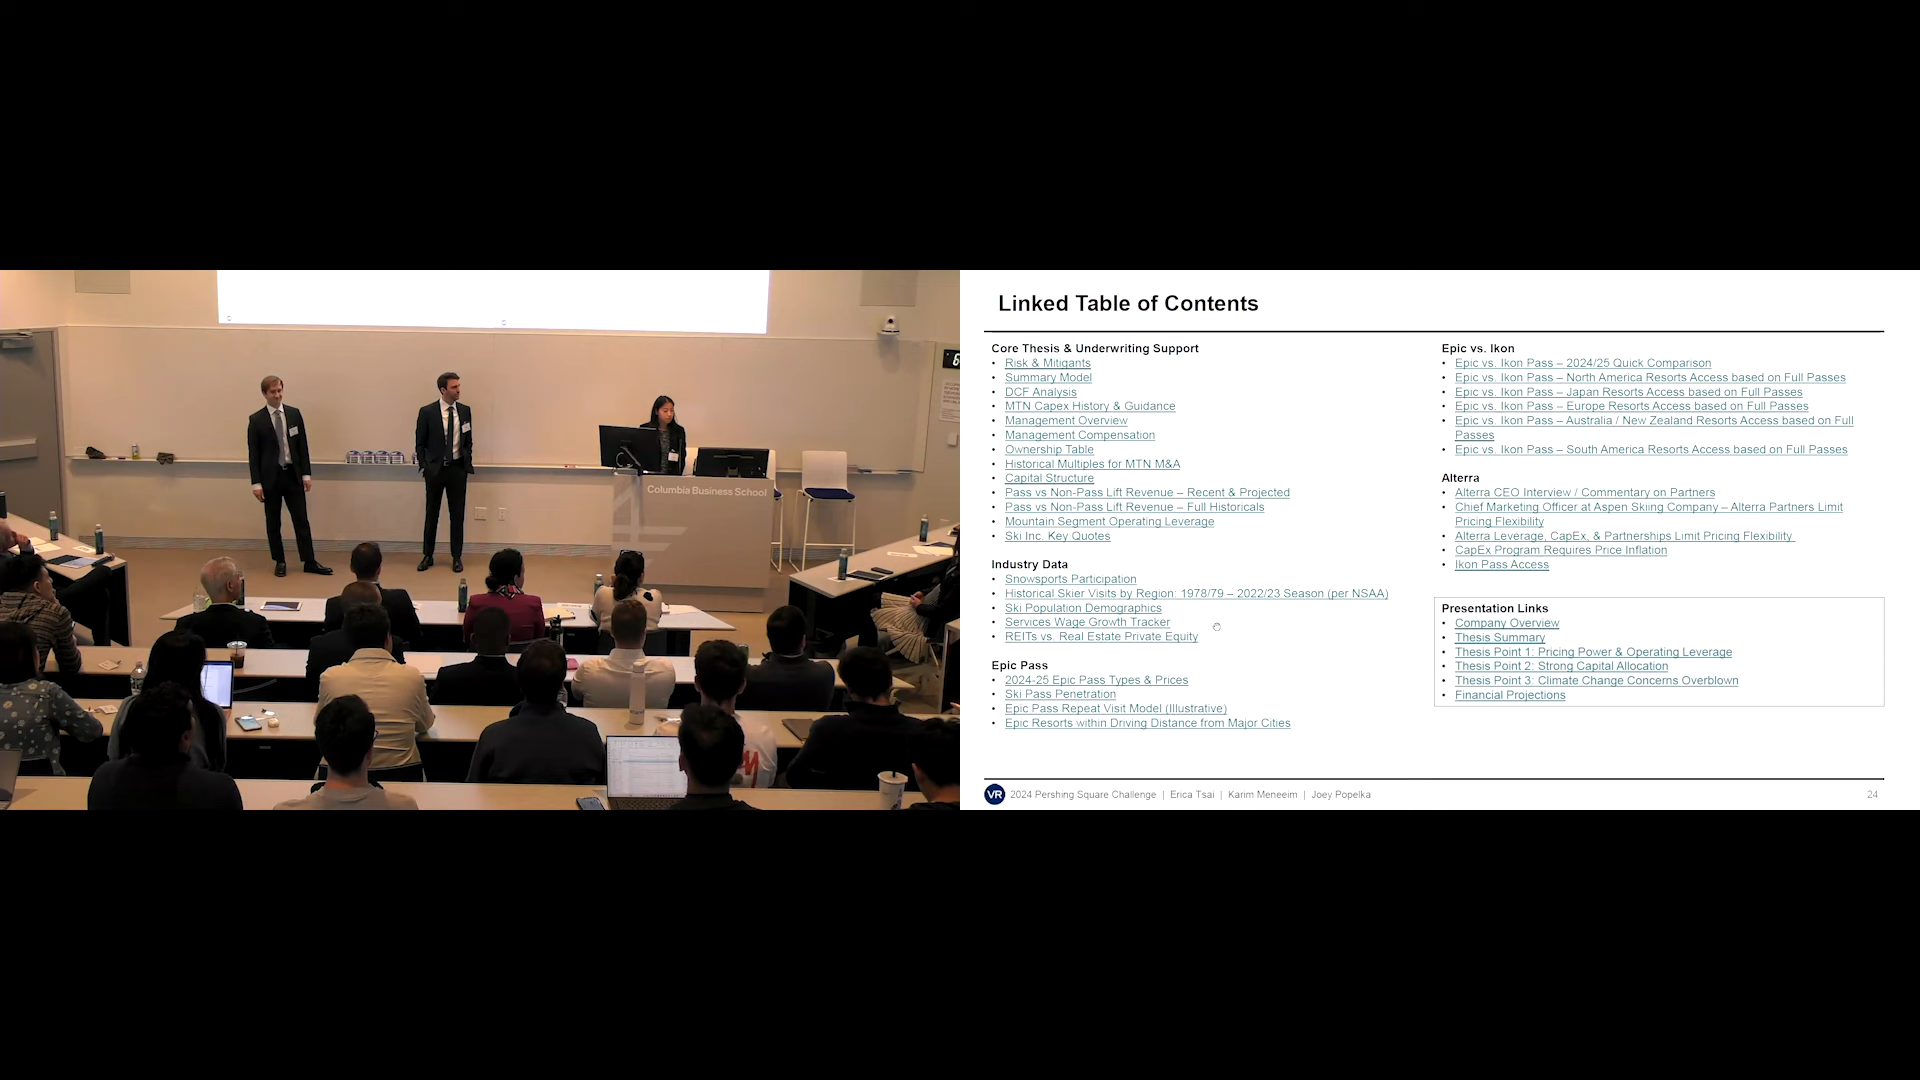 Columbia Business School
Linked Table of Contents
Core Thesis & Underwriting Support
• Risk & Mitigants
• Summary Model
• DCF Analysis
• MTN Capex History & Guidance
• Management Overview
• Management Compensation
• Ownership Table
• Historical Multiples for MTN M&A
• Capital Structure
• Pass vs Non-Pass Lift Revenue – Recent & Projected
• Pass vs Non-Pass Lift Revenue – Full Historicals
• Mountain Segment Operating Leverage
• Ski Inc. Key Quotes
Industry Data
• Snowsports Participation
• Historical Skier Visits by Region: 1978/79 – 2022/23 Season (per NSAA)
• Ski Population Demographics
• Services Wage Growth Tracker
• REITs vs. Real Estate Private Equity
Epic Pass
• 2024-25 Epic Pass Types & Prices
• Ski Pass Penetration
• Epic Pass Repeat Visit Model (Illustrative)
• Epic Resorts within Driving Distance from Major Cities
Epic vs. Ikon
• Epic vs. Ikon Pass – 2024/25 Quick Comparison
• Epic vs. Ikon Pass – North America Resorts Access based on Full Passes
• Epic vs. Ikon Pass – Japan Resorts Access based on Full Passes
• Epic vs. Ikon Pass – Europe Resorts Access based on Full Passes
• Epic vs. Ikon Pass – Australia / New Zealand Resorts Access based on Full
Passes
• Epic vs. Ikon Pass – South America Resorts Access based on Full Passes
Alterra
• Alterra CEO Interview / Commentary on Partners
• Chief Marketing Officer at Aspen Skiing Company – Alterra Partners Limit
Pricing Flexibility
• Alterra Leverage, CapEx, & Partnerships Limit Pricing Flexibility
• CapEx Program Requires Price Inflation
• Ikon Pass Access
Presentation Links
• Company Overview
• Thesis Summary
• Thesis Point 1: Pricing Power & Operating Leverage
• Thesis Point 2: Strong Capital Allocation
• Thesis Point 3: Climate Change Concerns Overblown
• Financial Projections
VR 2024 Pershing Square Challenge | Erica Tsai | Karim Meneeim | Joey Popelka
24